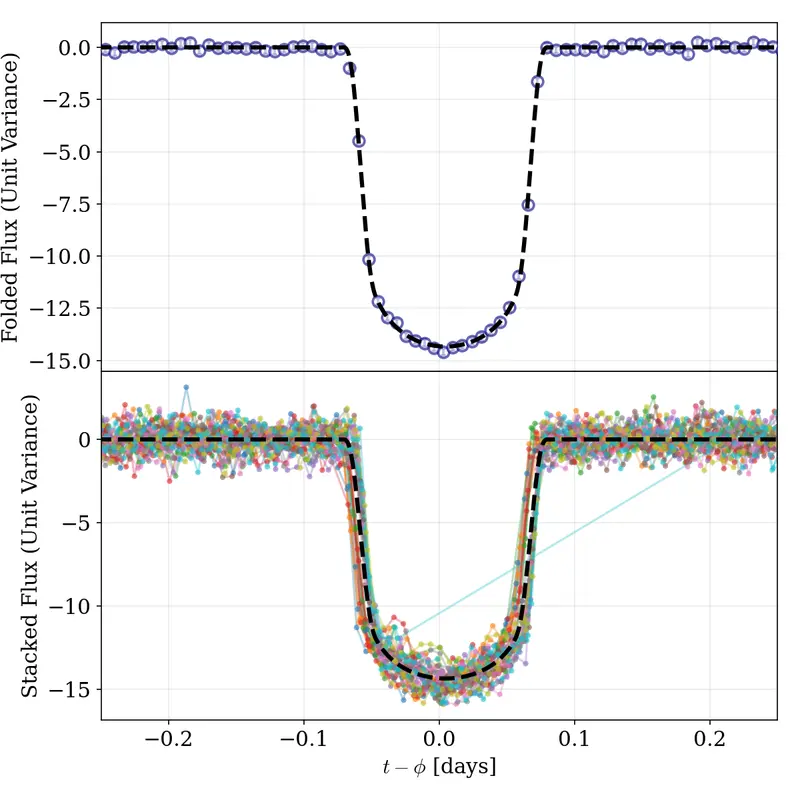 Folded Flux (Unit Variance)
0.0
−2.5
−5.0
−7.5
−10.0
−12.5
−15.0
Stacked Flux (Unit Variance)
0
−5
−10
−15
−0.2 −0.1 0.0 0.1 0.2
t − ϕ [days]